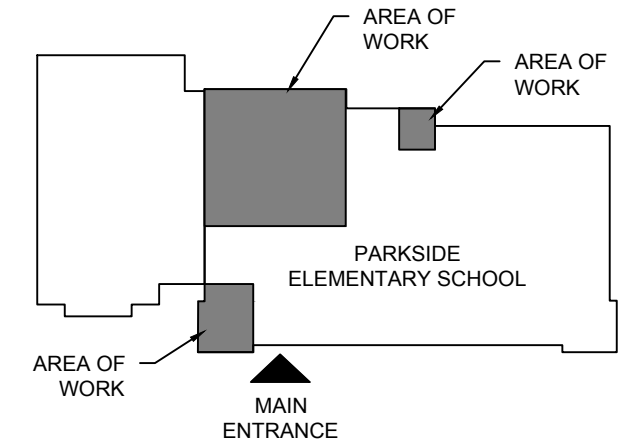 AREA OF
WORK
AREA OF
WORK
PARKSIDE
ELEMENTARY SCHOOL
AREA OF
WORK
MAIN
ENTRANCE